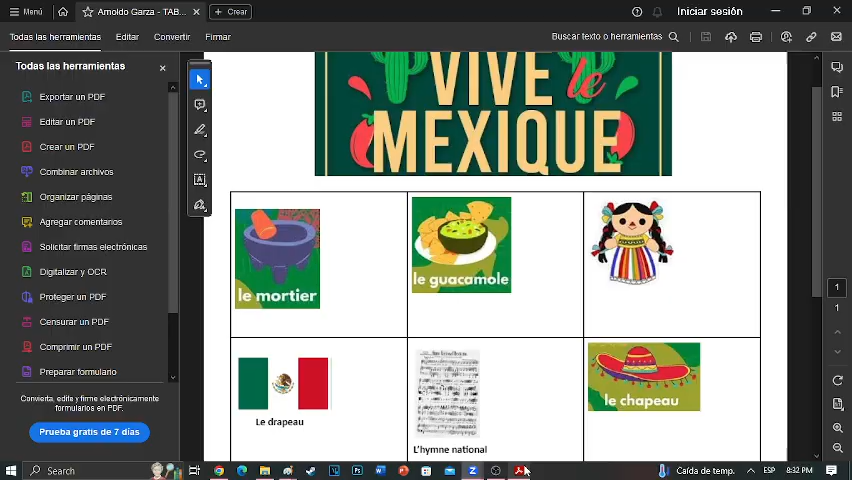 Menú
Arnoldo Garza - TAB...
Crear
Iniciar sesión
Todas las herramientas
Editar
Convertir
Firmar
Buscar texto o herramientas
Todas las herramientas
Exportar un PDF
Editar un PDF
Crear un PDF
Combinar archivos
Organizar páginas
Agregar comentarios
Solicitar firmas electrónicas
Digitalizar y OCR
Proteger un PDF
Censurar un PDF
Comprimir un PDF
Preparar formulario
Convierta, edite y firme electrónicamente
formularios en PDF.
Prueba gratis de 7 días
VIVE le
MEXIQUE
le mortier
le guacamole
Le drapeau
L'hymne national
le chapeau
1
1
Search
Caída de temp.
ESP
8:32 PM